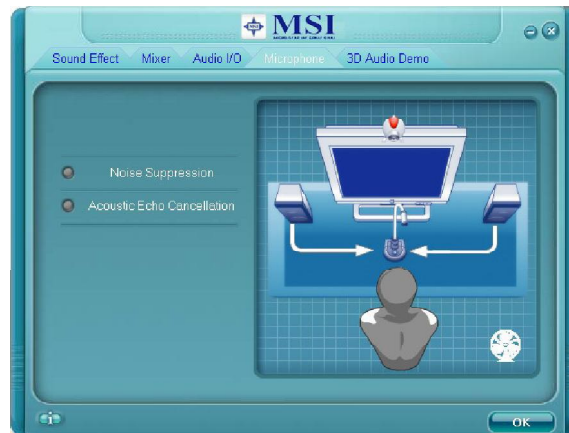 MSI
Sound Effect Mixer Audio I/O Microphone 3D Audio Demo
Noise Suppression
Acoustic Echo Cancellation
i
OK